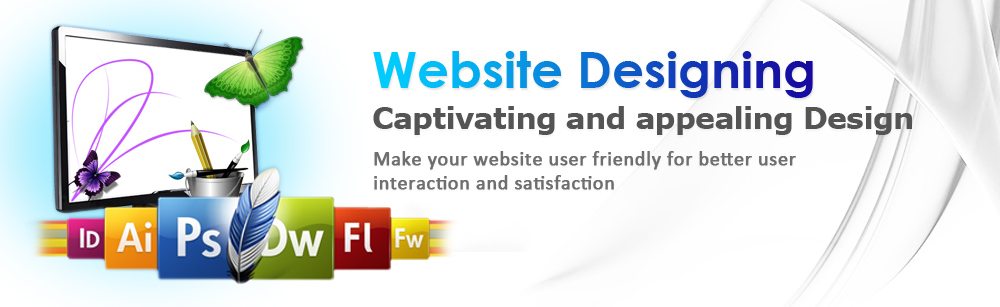 Website Designing
Captivating and appealing Design
Make your website user friendly for better user
interaction and satisfaction
ID Ai Ps Dw Fl Fw